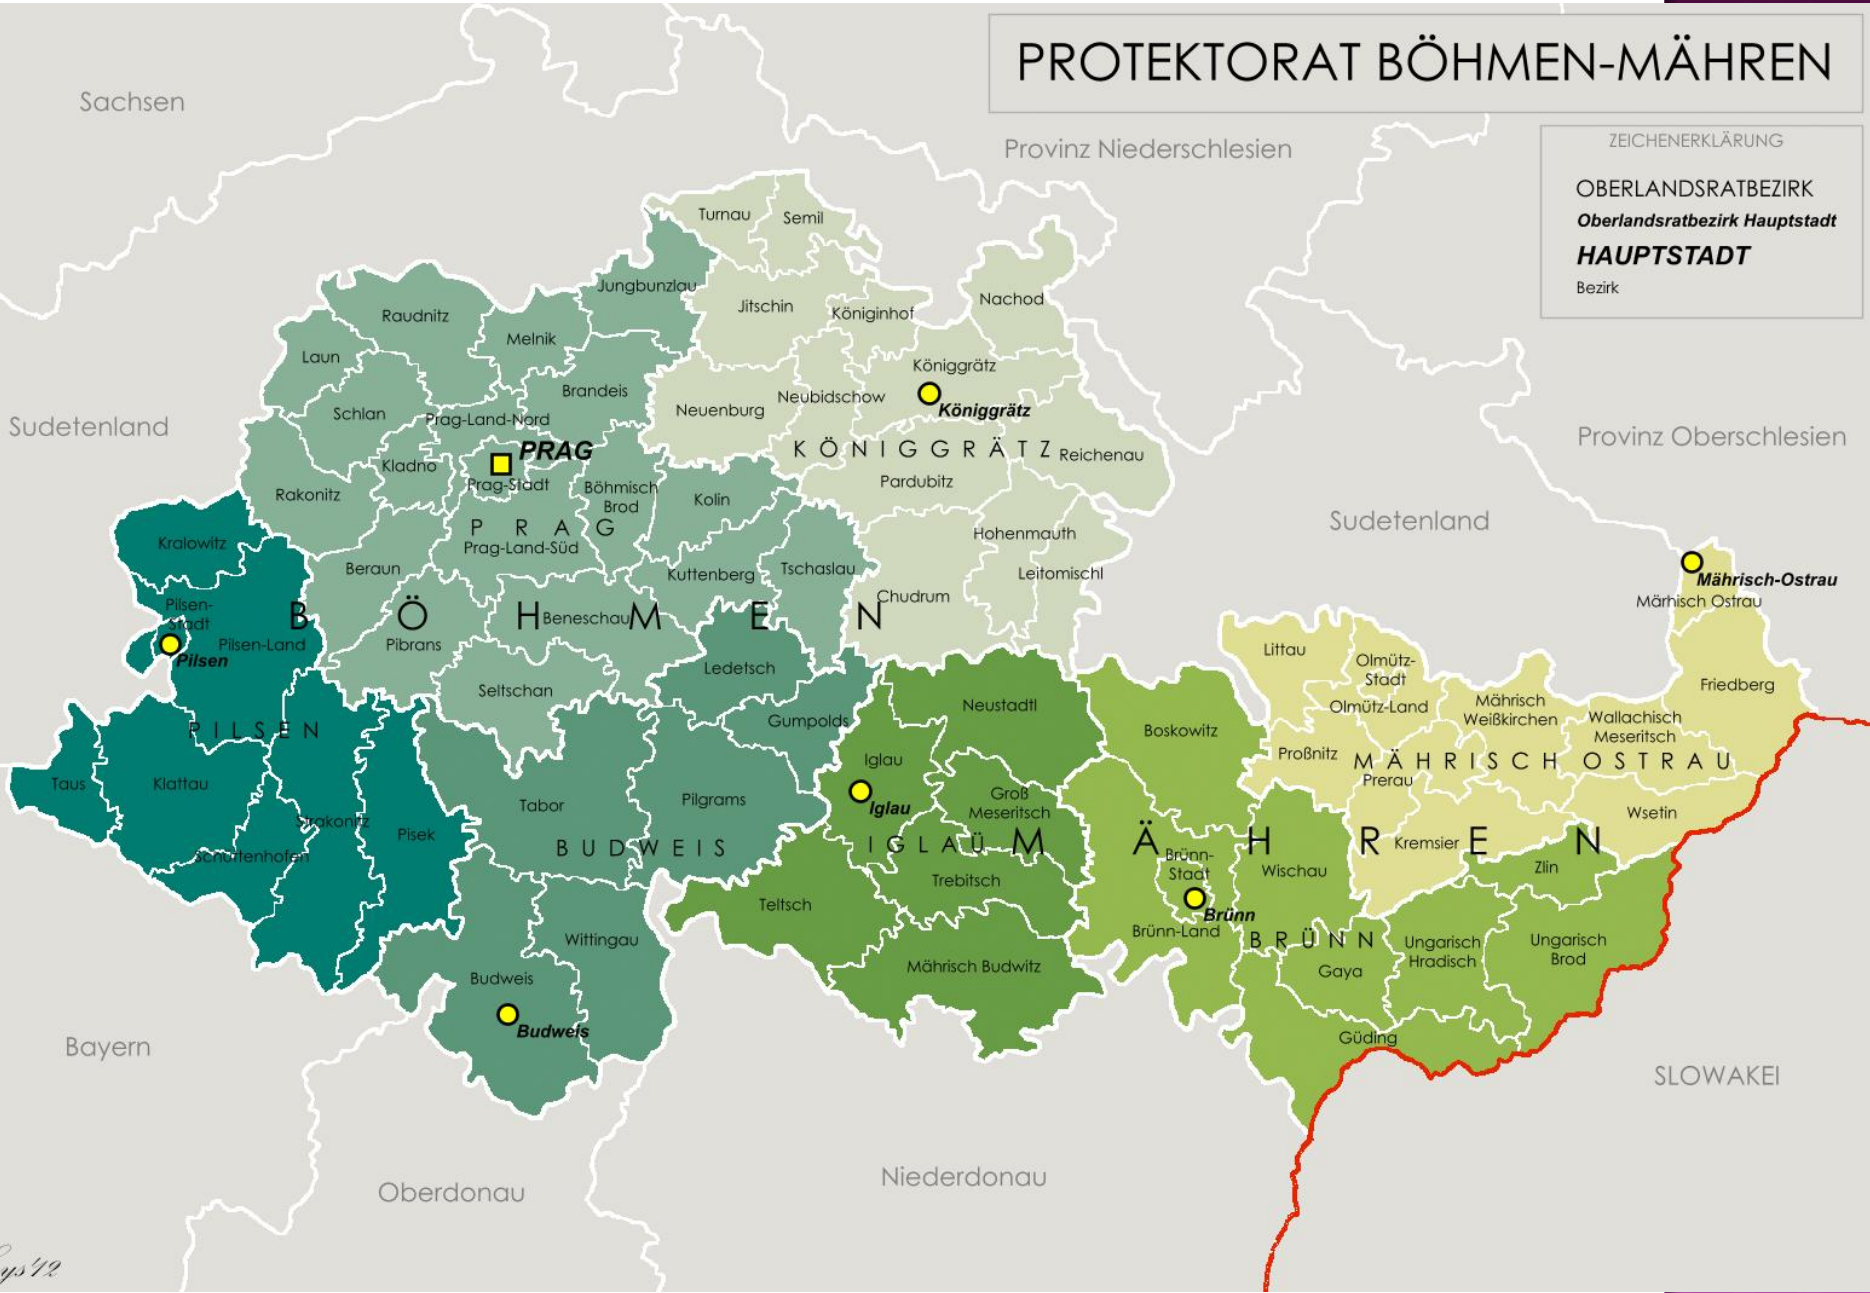 PROTEKTORAT BÖHMEN-MÄHREN
ZEICHENERKLÄRUNG
OBERLANDSRATBEZIRK
Oberlandsratbezirk Hauptstadt
HAUPTSTADT
Bezirk
Sachsen
Provinz Niederschlesien
Sudetenland
Provinz Oberschlesien
Sudetenland
Bayern
Oberdonau
Niederdonau
SLOWAKEI
BÖHMEN
MÄHREN
PRAG
PRAG
Raudnitz
Melnik
Jungbunzlau
Laun
Schlan
Brandeis
Prag-Land-Nord
Kladno
Prag-Stadt
Rakonitz
Böhmisch
Brod
Kolin
Prag-Land-Süd
Beraun
Kuttenberg
Tschaslau
Beneschau
Pibrans
Seltschan
KÖNIGGRÄTZ
Königgrätz
Turnau
Semil
Jitschin
Königinhof
Nachod
Königgrätz
Neuenburg
Neubidschow
Reichenau
Pardubitz
Hohenmauth
Leitomischl
Chudrum
PILSEN
Pilsen
Kralowitz
Pilsen-
Stadt
Pilsen-Land
Taus
Klattau
Strakonitz
Pisek
Schüttenhofen
BUDWEIS
Budweis
Ledetsch
Gumpolds
Tabor
Pilgrams
Wittingau
Budweis
IGLAÜ
Iglau
Neustadtl
Iglau
Groß
Meseritsch
Trebitsch
Teltsch
Mährisch Budwitz
BRÜNN
Brünn
Boskowitz
Brünn-
Stadt
Wischau
Brünn-Land
Gaya
Ungarisch
Hradisch
Ungarisch
Brod
Zlin
Güding
MÄHRISCH OSTRAU
Mährisch-Ostrau
Märhisch Ostrau
Littau
Olmütz-
Stadt
Olmütz-Land
Mährisch
Weißkirchen
Wallachisch
Meseritsch
Friedberg
Proßnitz
Prerau
Kremsier
Wsetin